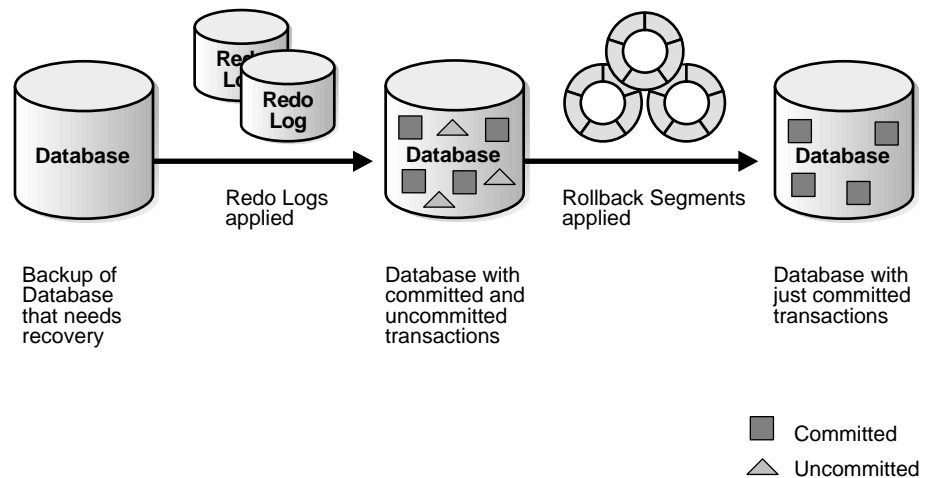 Redo
Log
Redo
Log
Database
Database
Database
Redo Logs
applied
Rollback Segments
applied
Backup of
Database
that needs
recovery
Database with
committed and
uncommitted
transactions
Database with
just committed
transactions
Committed
Uncommitted